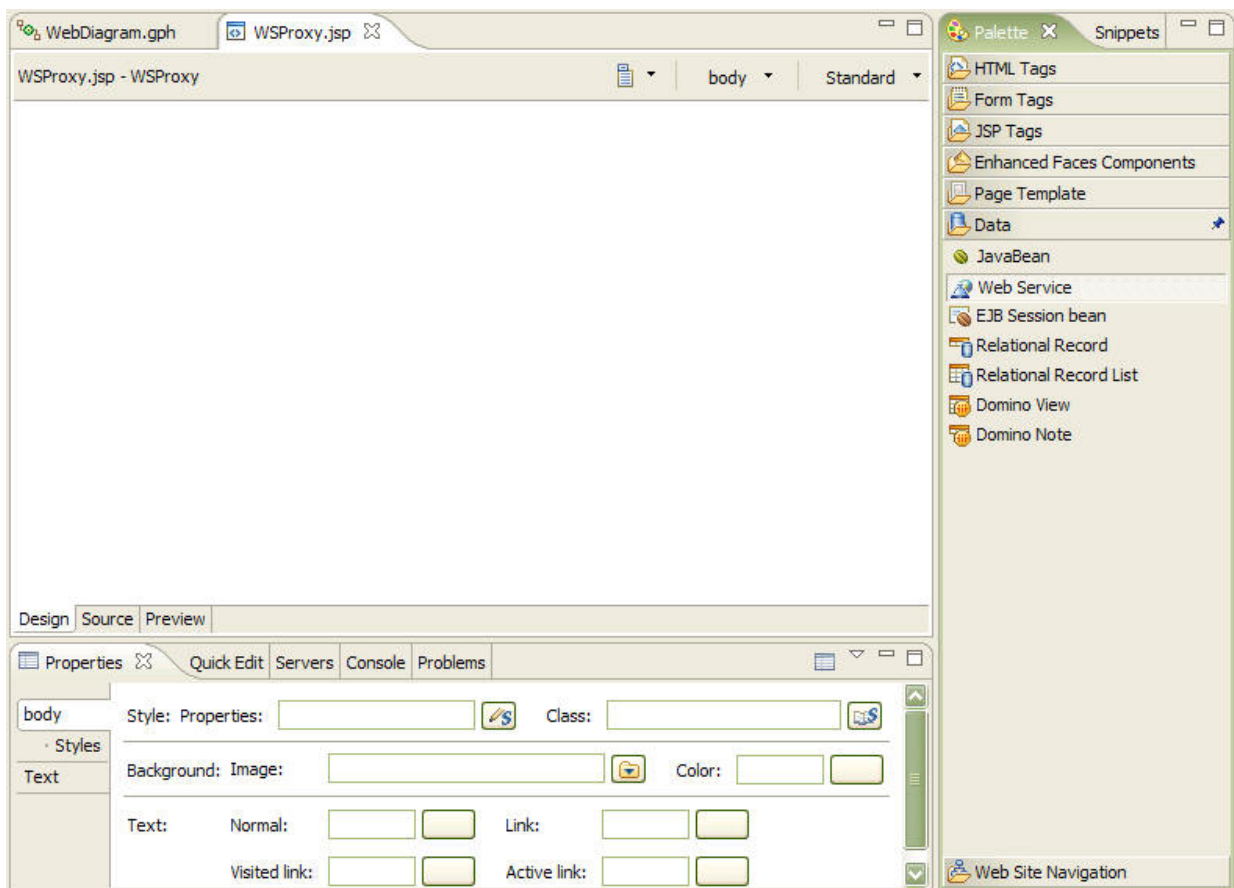 WebDiagram.gph WSProxy.jsp
WSProxy.jsp - WSProxy body Standard
Design Source Preview
Properties Quick Edit Servers Console Problems
body
Styles
Text
Style: Properties: Class:
Background: Image: Color:
Text: Normal: Link:
Visited link: Active link:
Palette Snippets
HTML Tags
Form Tags
JSP Tags
Enhanced Faces Components
Page Template
Data
JavaBean
Web Service
EJB Session bean
Relational Record
Relational Record List
Domino View
Domino Note
Web Site Navigation